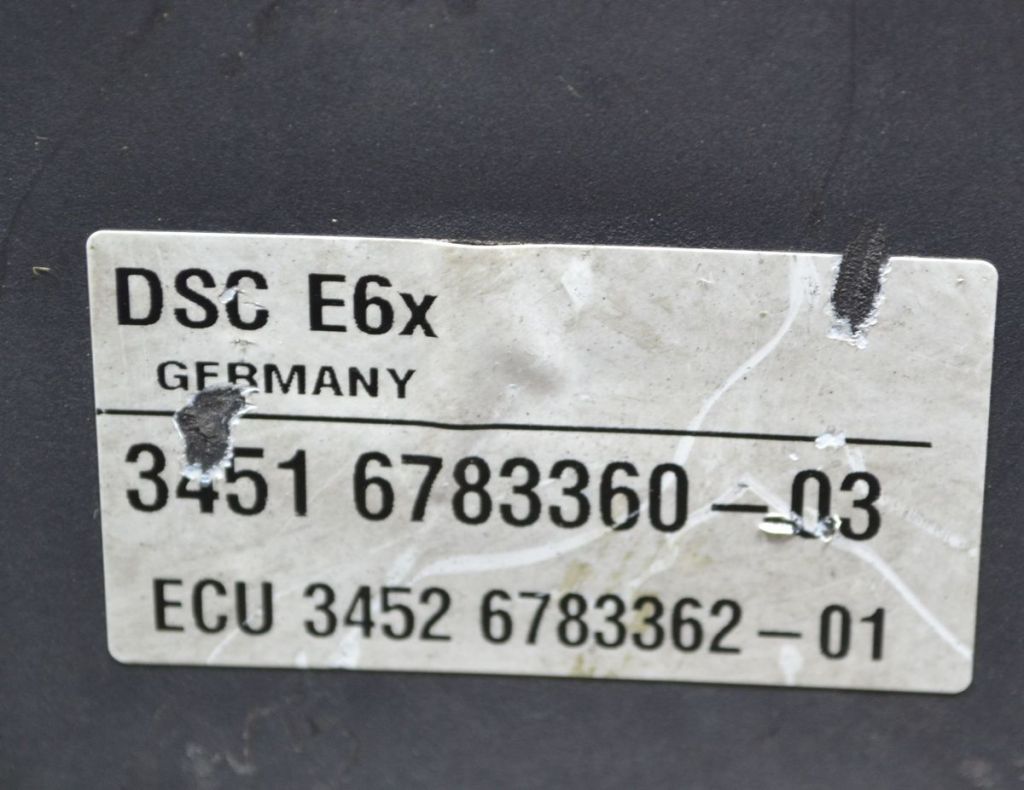 DSC E6x
GERMANY
3451 6783360-03
ECU 3452 6783362-01